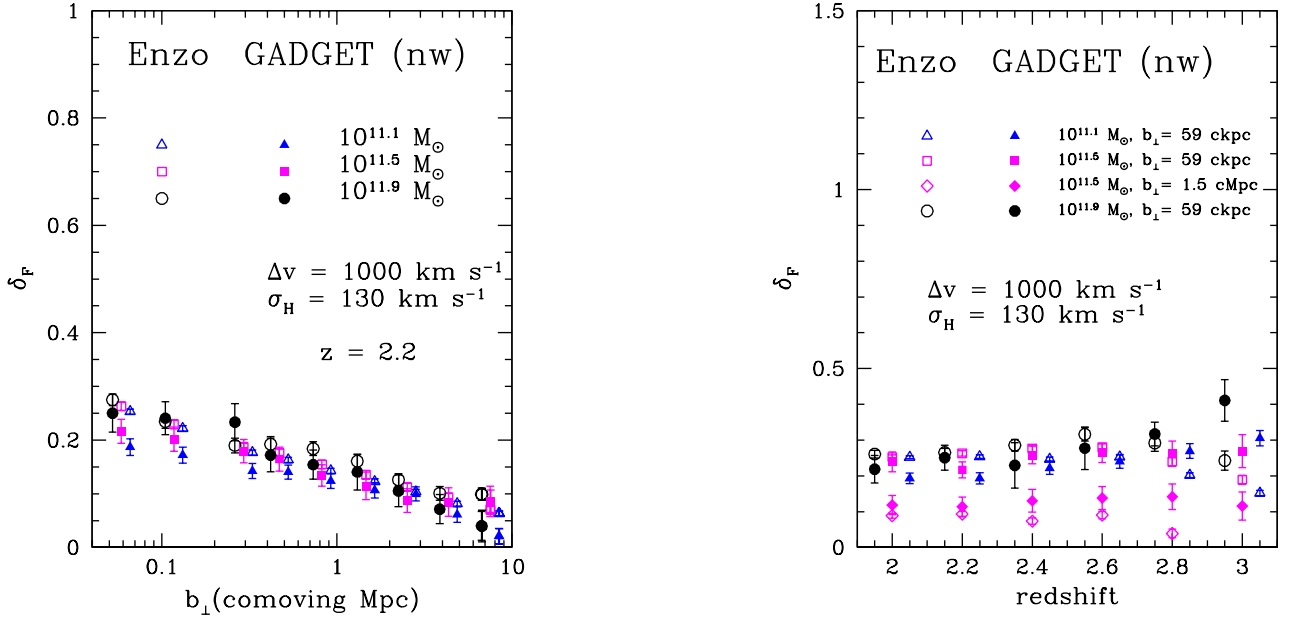 Enzo GADGET (nw)
10^11.1 M⊙
10^11.5 M⊙
10^11.9 M⊙
Δv = 1000 km s⁻¹
σ_H = 130 km s⁻¹
z = 2.2
δ_F
1
0.8
0.6
0.4
0.2
0
0.1 1 10
b⊥(comoving Mpc)
Enzo GADGET (nw)
10^11.1 M⊙, b⊥= 59 ckpc
10^11.5 M⊙, b⊥= 59 ckpc
10^11.5 M⊙, b⊥= 1.5 cMpc
10^11.9 M⊙, b⊥= 59 ckpc
Δv = 1000 km s⁻¹
σ_H = 130 km s⁻¹
δ_F
1.5
1
0.5
0
2 2.2 2.4 2.6 2.8 3
redshift